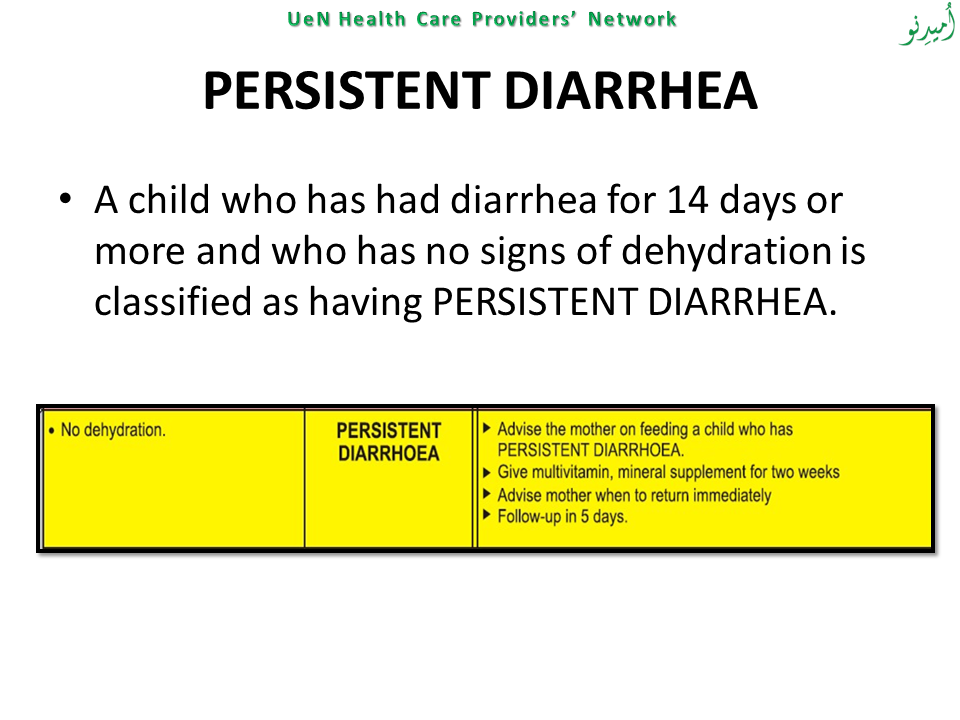 UeN Health Care Providers’ Network
اُميدِنو
PERSISTENT DIARRHEA
• A child who has had diarrhea for 14 days or
more and who has no signs of dehydration is
classified as having PERSISTENT DIARRHEA.
• No dehydration.
PERSISTENT
DIARRHOEA
Advise the mother on feeding a child who has
PERSISTENT DIARRHOEA.
Give multivitamin, mineral supplement for two weeks
Advise mother when to return immediately
Follow-up in 5 days.